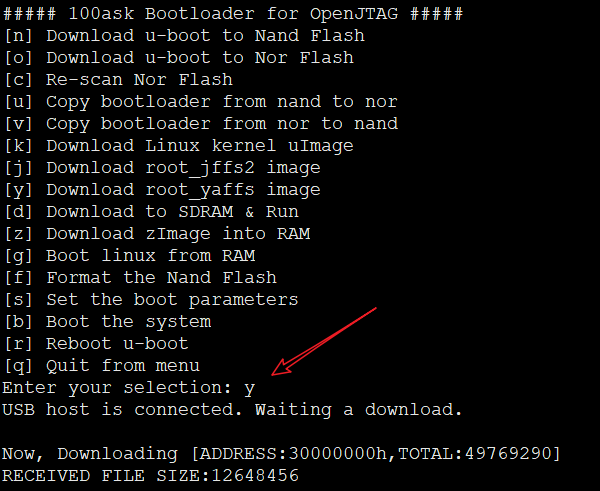 ##### 100ask Bootloader for OpenJTAG #####
[n] Download u-boot to Nand Flash
[o] Download u-boot to Nor Flash
[c] Re-scan Nor Flash
[u] Copy bootloader from nand to nor
[v] Copy bootloader from nor to nand
[k] Download Linux kernel uImage
[j] Download root_jffs2 image
[y] Download root_yaffs image
[d] Download to SDRAM & Run
[z] Download zImage into RAM
[g] Boot linux from RAM
[f] Format the Nand Flash
[s] Set the boot parameters
[b] Boot the system
[r] Reboot u-boot
[q] Quit from menu
Enter your selection: y
USB host is connected. Waiting a download.
Now, Downloading [ADDRESS:30000000h,TOTAL:49769290]
RECEIVED FILE SIZE:12648456